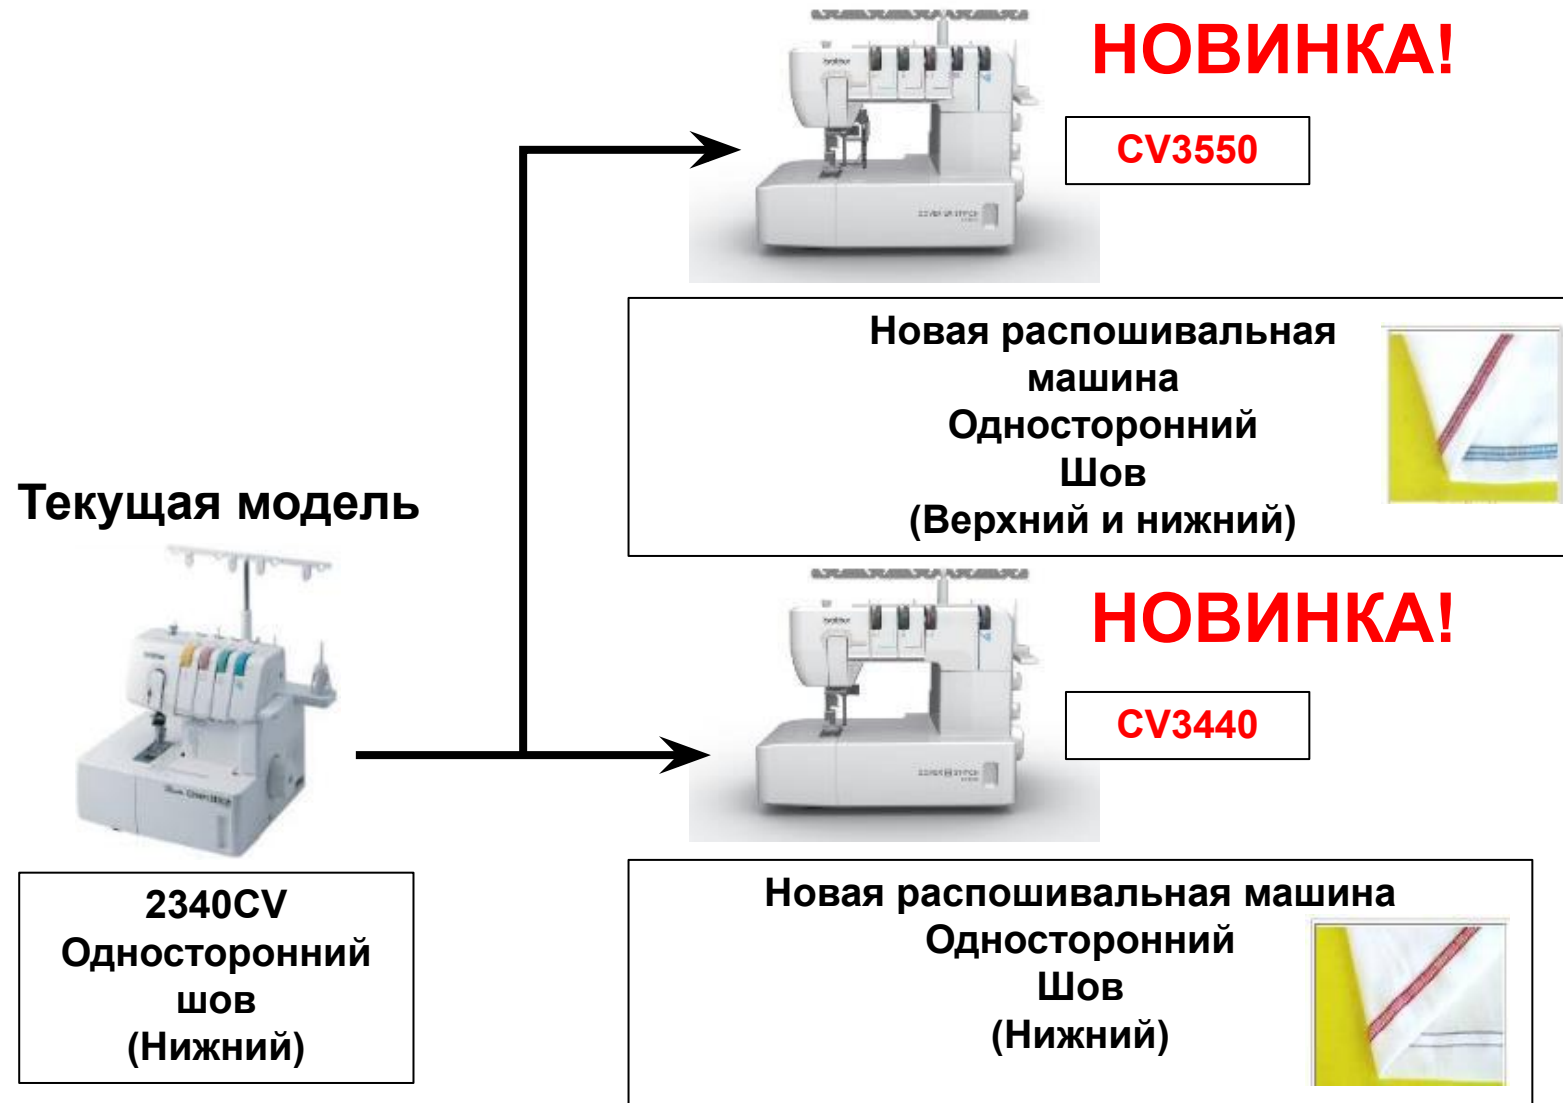 НОВИНКА!
CV3550
Новая распошивальная
машина
Односторонний
Шов
(Верхний и нижний)
Текущая модель
2340CV
Односторонний
шов
(Нижний)
НОВИНКА!
CV3440
Новая распошивальная машина
Односторонний
Шов
(Нижний)